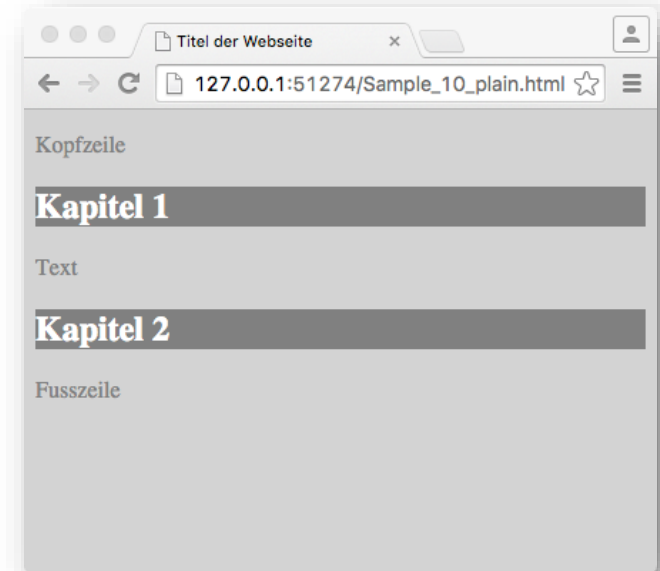 Titel der Webseite
127.0.0.1:51274/Sample_10_plain.html
Kopfzeile
Kapitel 1
Text
Kapitel 2
Fusszeile